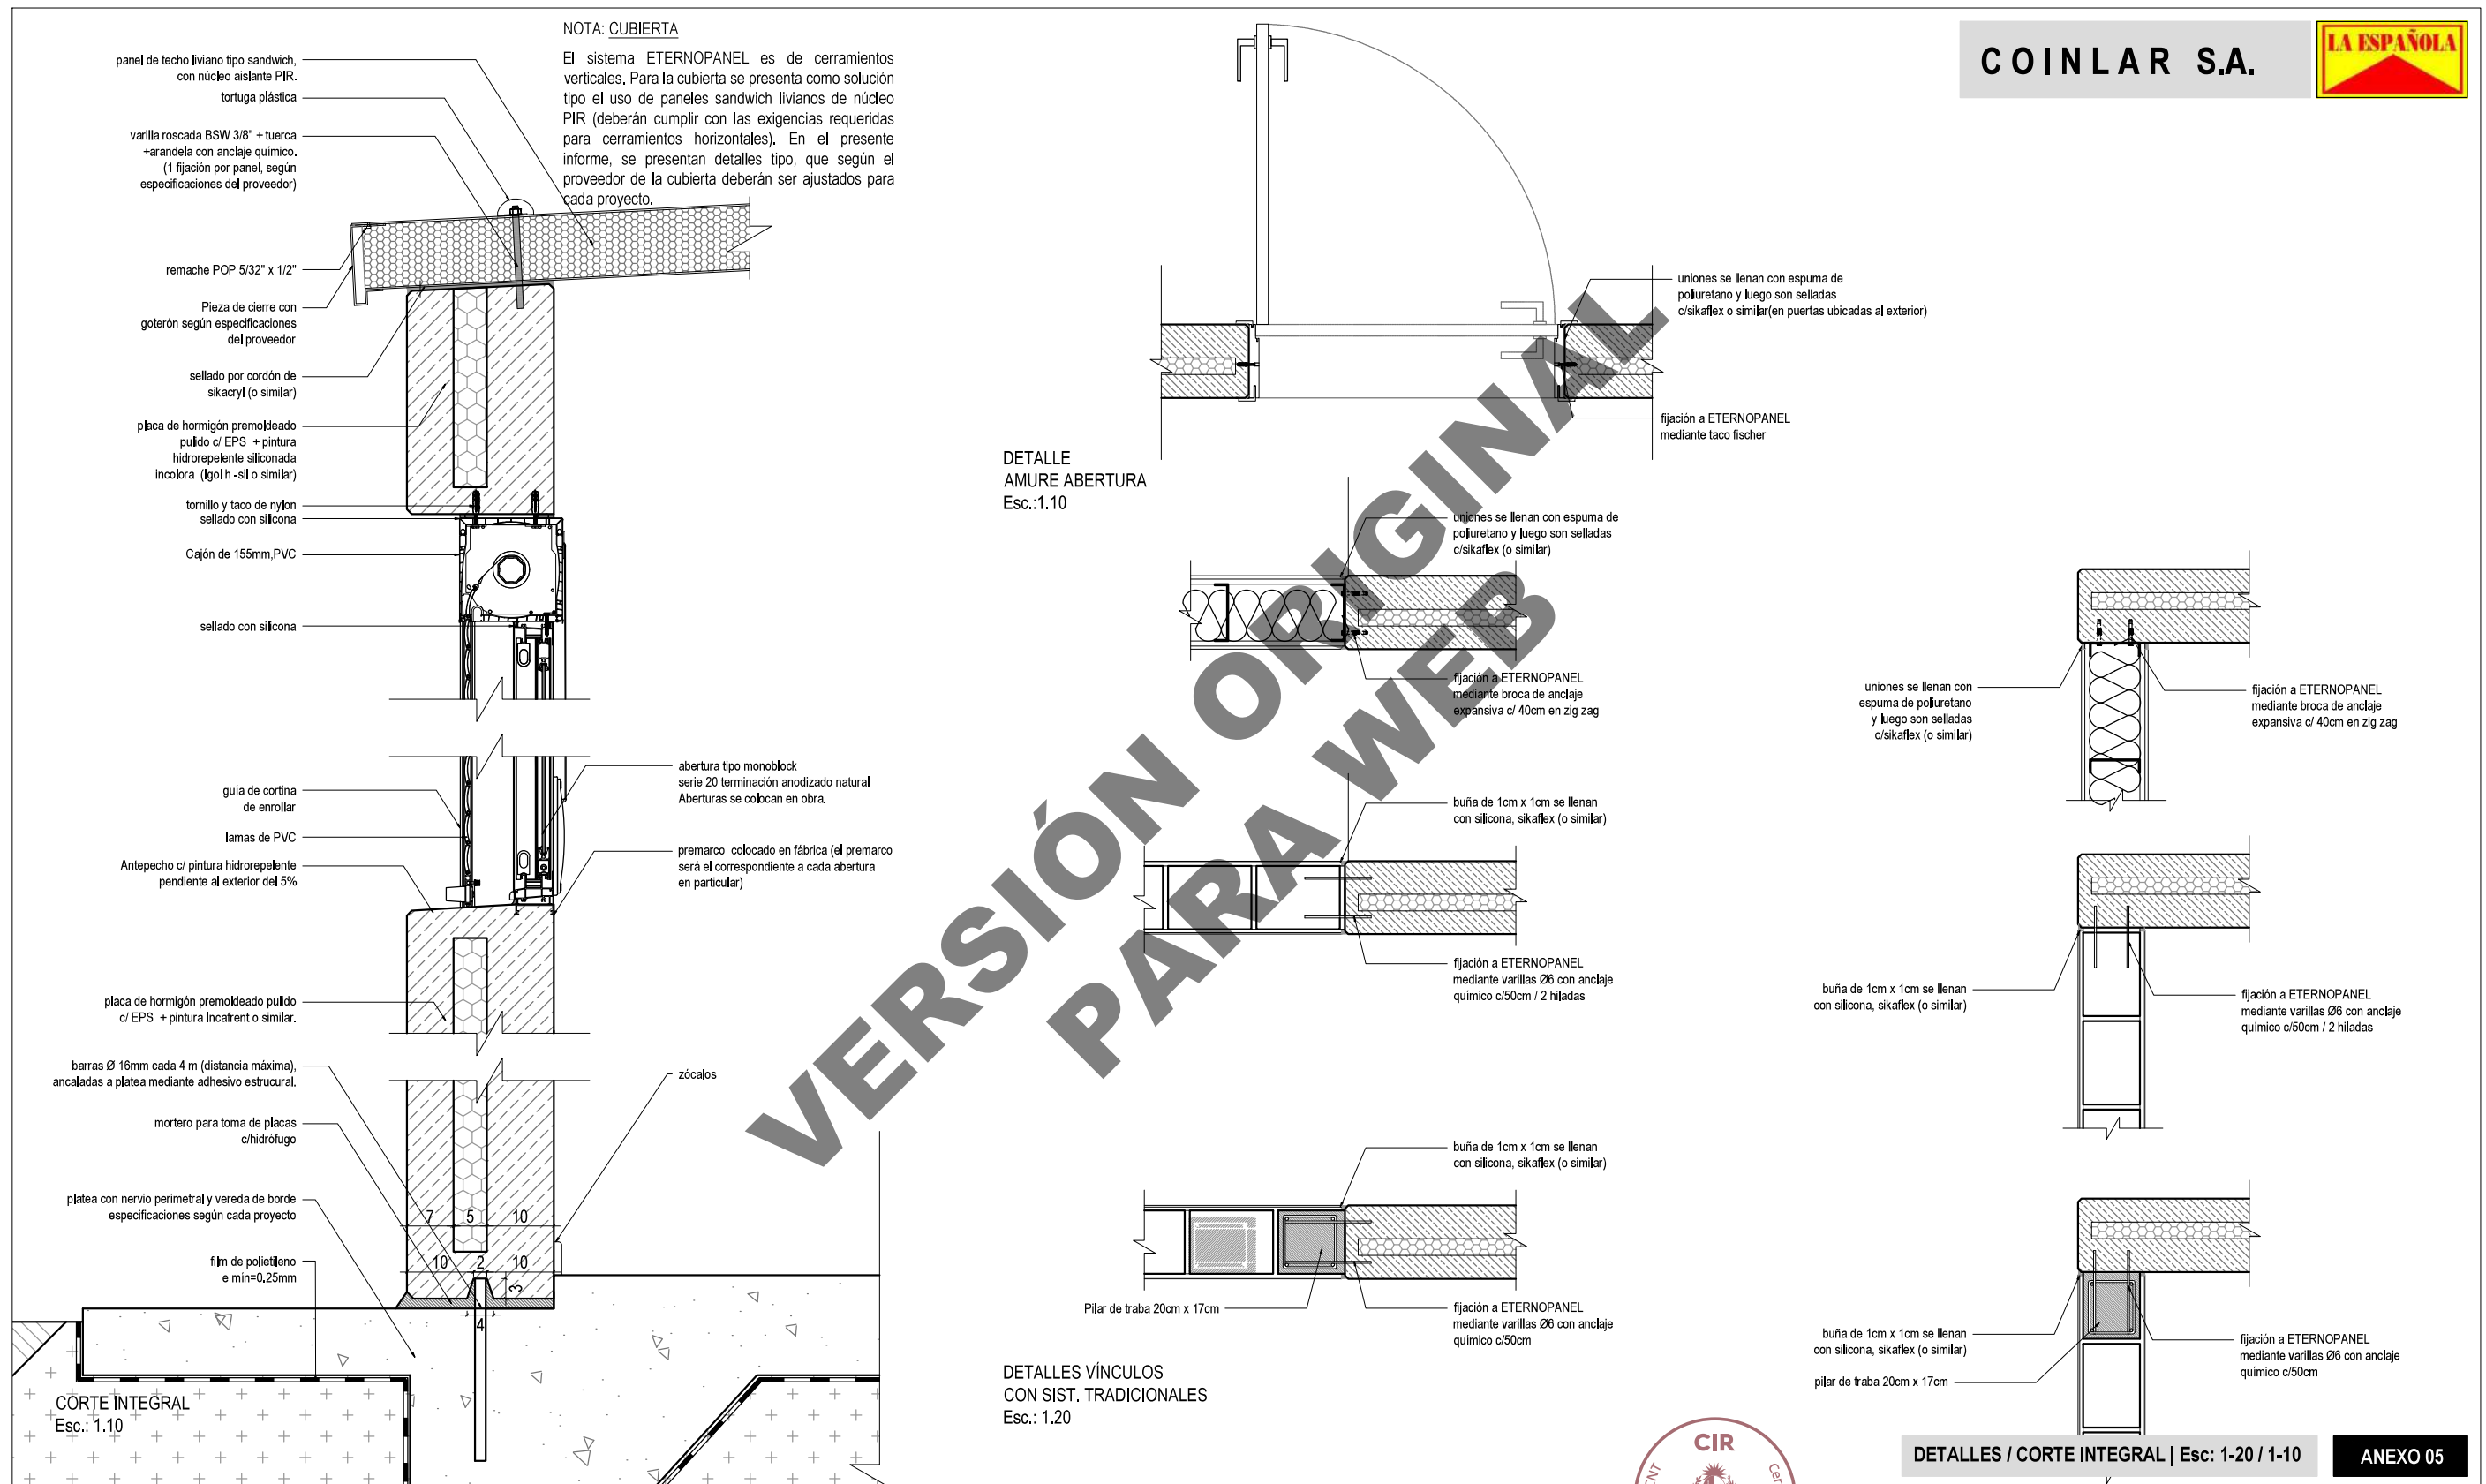 NOTA: CUBIERTA
El sistema ETERNOPANEL es de cerramientos
verticales. Para la cubierta se presenta como solución
tipo el uso de paneles sandwich livianos de núcleo
PIR (deberán cumplir con las exigencias requeridas
para cerramientos horizontales). En el presente
informe, se presentan detalles tipo, que según el
proveedor de la cubierta deberán ser ajustados para
cada proyecto.
COINLAR S.A.
LA ESPAÑOLA
panel de techo liviano tipo sandwich,
con núcleo aislante PIR.
tortuga plástica
varilla roscada BSW 3/8" + tuerca
+arandela con anclaje quimico.
(1 fijación por panel, según
especificaciones del proveedor)
remache POP 5/32" x 1/2"
Pieza de cierre con
goterón según especificaciones
del proveedor
sellado por cordón de
sikacryl (o similar)
placa de hormigón premoldeado
pulido c/ EPS + pintura
hidrorepelente siliconada
incolora (Igol h -sil o similar)
tornillo y taco de nylon
sellado con silicona
Cajón de 155mm,PVC
sellado con silicona
guia de cortina
de enrollar
lamas de PVC
Antepecho c/ pintura hidrorepelente
pendiente al exterior del 5%
abertura tipo monoblock
serie 20 terminación anodizado natural
Aberturas se colocan en obra.
premarco colocado en fábrica (el premarco
será el correspondiente a cada abertura
en particular)
placa de hormigón premoldeado pulido
c/ EPS + pintura Incafrent o similar.
barras Ø 16mm cada 4 m (distancia máxima),
ancaladas a platea mediante adhesivo estrucural.
zócalos
mortero para toma de placas
c/hidrófugo
platea con nervio perimetral y vereda de borde
especificaciones según cada proyecto
film de polietileno
e min=0.25mm
7 5 10
10 2 10
3
4
CORTE INTEGRAL
Esc.: 1.10
uniones se llenan con espuma de
poliuretano y luego son selladas
c/sikaflex o similar(en puertas ubicadas al exterior)
fijación a ETERNOPANEL
mediante taco fischer
DETALLE
AMURE ABERTURA
Esc.:1.10
uniones se llenan con espuma de
poliuretano y luego son selladas
c/sikaflex (o similar)
fijación a ETERNOPANEL
mediante broca de anclaje
expansiva c/ 40cm en zig zag
buña de 1cm x 1cm se llenan
con silicona, sikaflex (o similar)
fijación a ETERNOPANEL
mediante varillas Ø6 con anclaje
quimico c/50cm / 2 hiladas
buña de 1cm x 1cm se llenan
con silicona, sikaflex (o similar)
Pilar de traba 20cm x 17cm
fijación a ETERNOPANEL
mediante varillas Ø6 con anclaje
quimico c/50cm
DETALLES VÍNCULOS
CON SIST. TRADICIONALES
Esc.: 1.20
uniones se llenan con
espuma de poliuretano
y luego son selladas
c/sikaflex (o similar)
fijación a ETERNOPANEL
mediante broca de anclaje
expansiva c/ 40cm en zig zag
buña de 1cm x 1cm se llenan
con silicona, sikaflex (o similar)
fijación a ETERNOPANEL
mediante varillas Ø6 con anclaje
quimico c/50cm / 2 hiladas
buña de 1cm x 1cm se llenan
con silicona, sikaflex (o similar)
pilar de traba 20cm x 17cm
fijación a ETERNOPANEL
mediante varillas Ø6 con anclaje
quimico c/50cm
VERSIÓN ORIGINAL
PARA WEB
CIR
DETALLES / CORTE INTEGRAL | Esc: 1-20 / 1-10
ANEXO 05